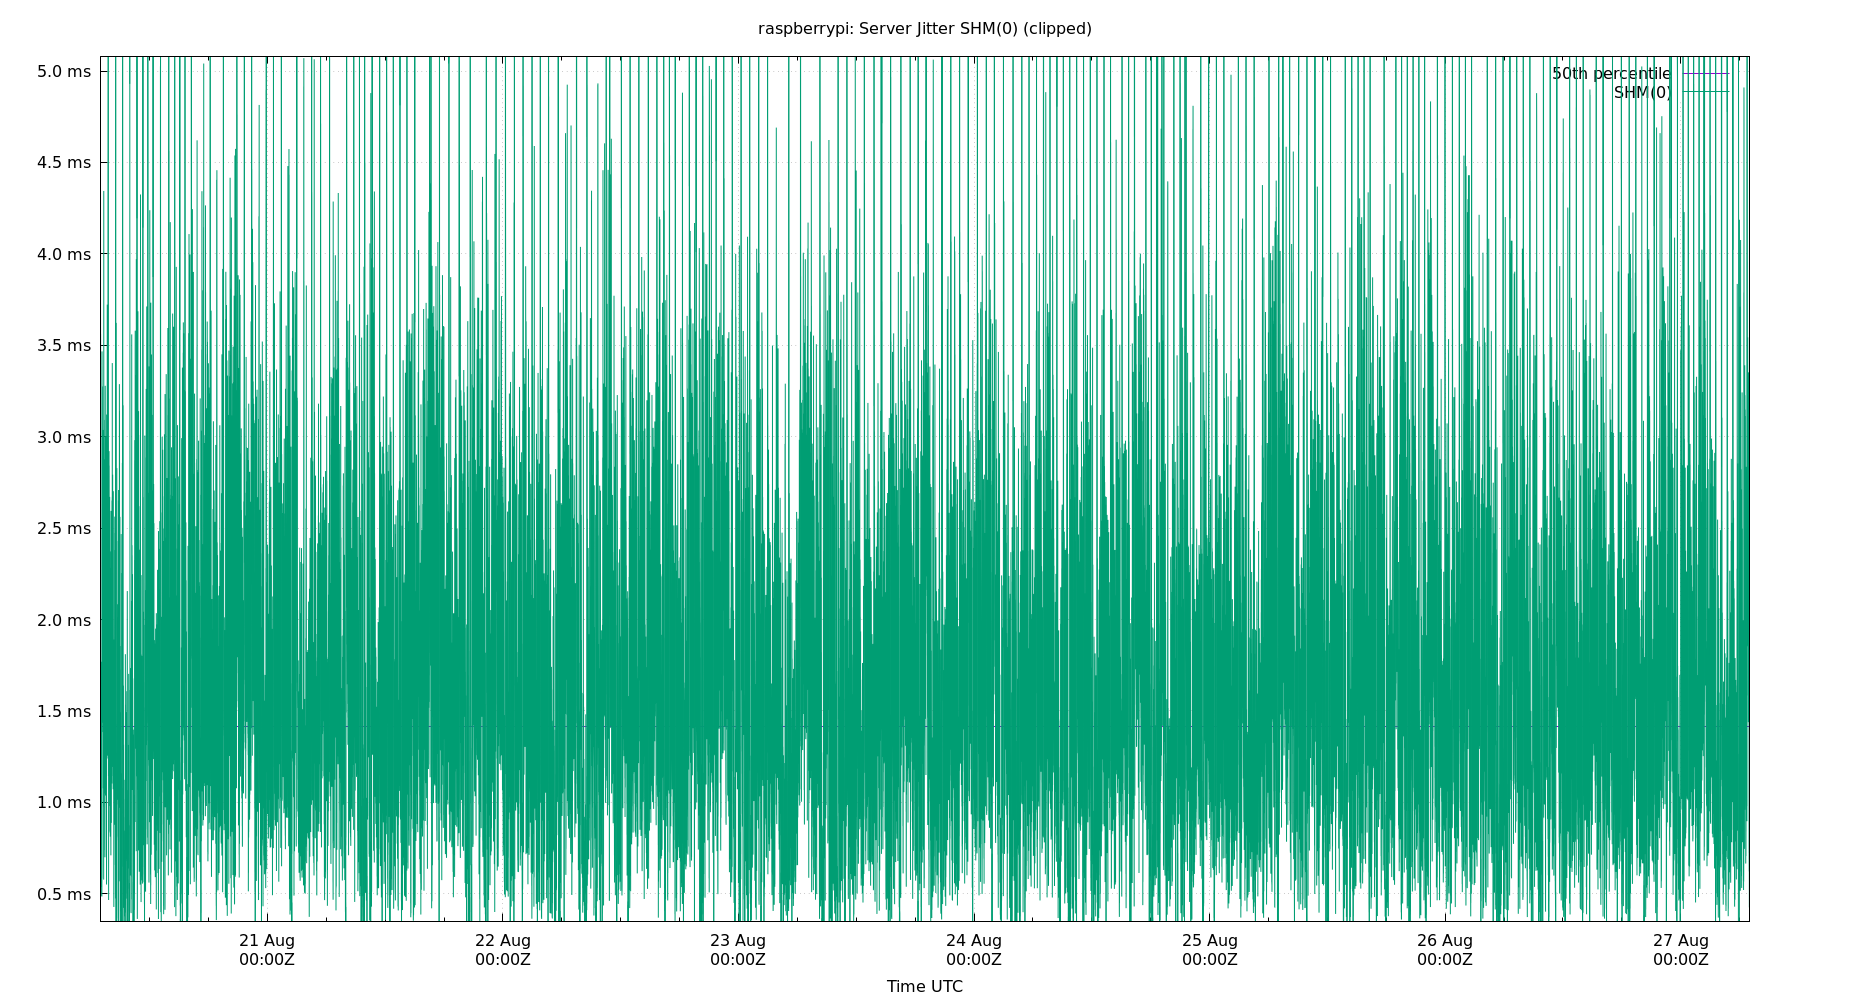 raspberrypi: Server Jitter SHM(0) (clipped)
5.0 ms
4.5 ms
4.0 ms
3.5 ms
3.0 ms
2.5 ms
2.0 ms
1.5 ms
1.0 ms
0.5 ms
50th percentile
SHM(0)
21 Aug
00:00Z
22 Aug
00:00Z
23 Aug
00:00Z
24 Aug
00:00Z
25 Aug
00:00Z
26 Aug
00:00Z
27 Aug
00:00Z
Time UTC